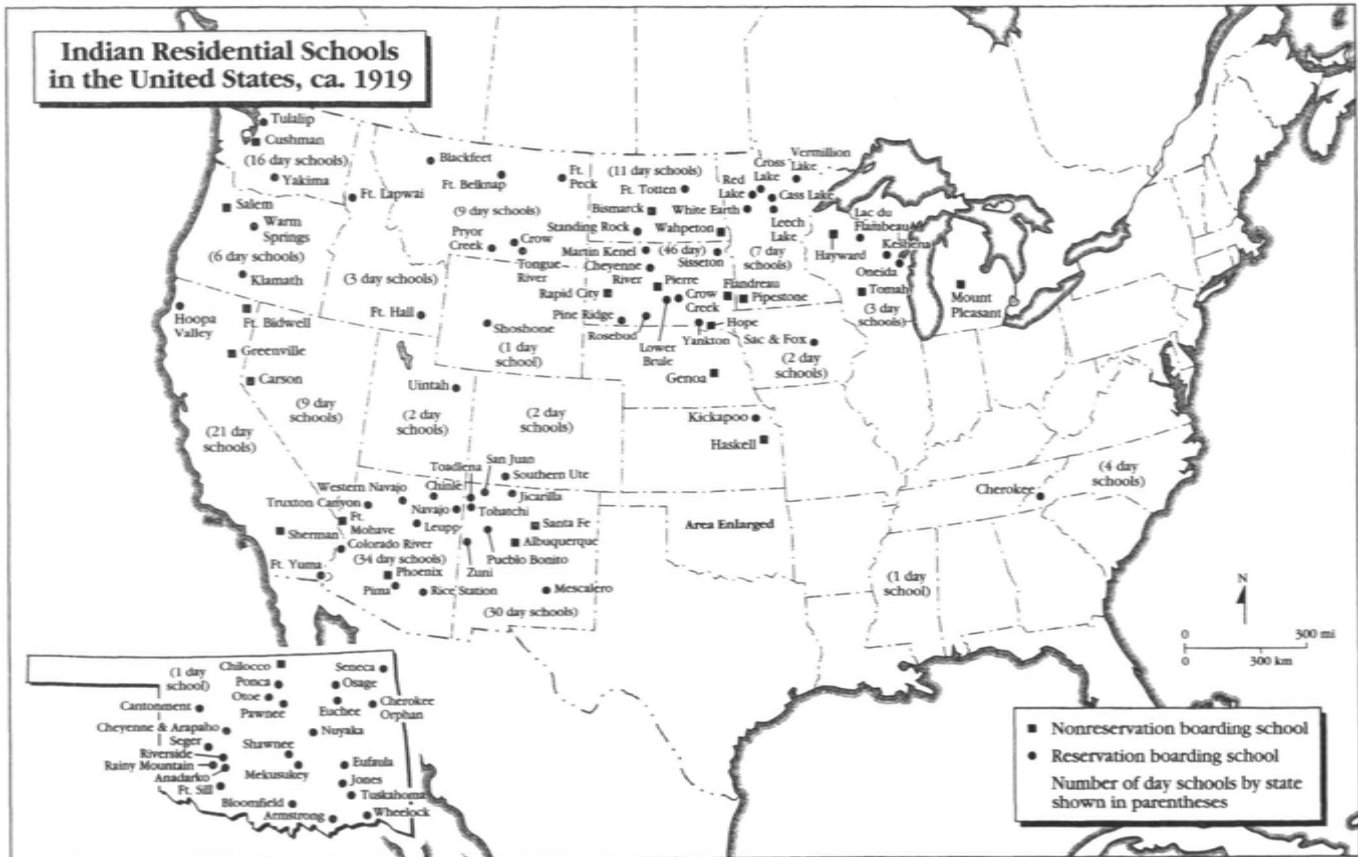 Indian Residential Schools
in the United States, ca. 1919
Tulalip
Cushman
(16 day schools)
Yakima
Salem
Warm
Springs
(6 day schools)
Klamath
Ft. Lapwai
Blackfeet
Ft. Belknap
Ft.
Peck
(9 day schools)
Pryor
Creek
Crow
Tongue
River
(3 day schools)
Ft. Hall
Shoshone
(1 day
school)
(11 day schools)
Ft. Totten
Bismarck
Standing Rock
Wahpeton
Martin Kenel
(46 day)
Sisseton
Cheyenne
River
Pierre
Rapid City
Crow
Creek
Flandreau
Pine Ridge
Rosebud
Lower
Brule
Yankton
Hope
Genoa
Red
Lake
Cross
Lake
Vermillion
Lake
Cass Lake
White Earth
Leech
Lake
(7 day
schools)
Pipestone
Lac du
Flambeau
Hayward
Keshena
Oneida
Tomah
(3 day
schools)
Mount
Pleasant
Sac & Fox
(2 day
schools)
Hoopa
Valley
Ft. Bidwell
Greenville
Carson
(9 day
schools)
(21 day
schools)
Uintah
(2 day
schools)
(2 day
schools)
Kickapoo
Haskell
San Juan
Toadlena
Southern Ute
Western Navajo
Chinle
Jicarilla
Truxton Canyon
Navajo
Tohatchi
Ft.
Mohave
Leupp
Santa Fe
Sherman
Colorado River
Albuquerque
(34 day schools)
Pueblo Bonito
Ft. Yuma
Phoenix
Zuni
Pima
Rice Station
Mescalero
(30 day schools)
Area Enlarged
Cherokee
(4 day
schools)
(1 day
school)
N
0 300 mi
0 300 km
(1 day
school)
Chilocco
Seneca
Ponca
Osage
Otoe
Cantonment
Pawnee
Euchee
Cherokee
Orphan
Cheyenne & Arapaho
Nuyaka
Seger
Shawnee
Riverside
Rainy Mountain
Mekusukey
Eufaula
Anadarko
Jones
Ft. Sill
Tuskahoma
Bloomfield
Armstrong
Wheelock
Nonreservation boarding school
Reservation boarding school
Number of day schools by state
shown in parentheses